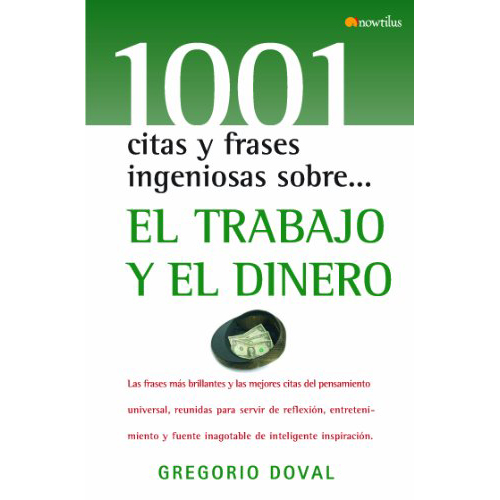 nowtilus
1001
citas y frases
ingeniosas sobre...
EL TRABAJO
Y EL DINERO
Las frases más brillantes y las mejores citas del pensamiento
universal, reunidas para servir de reflexión, entreteni-
miento y fuente inagotable de inteligente inspiración.
GREGORIO DOVAL